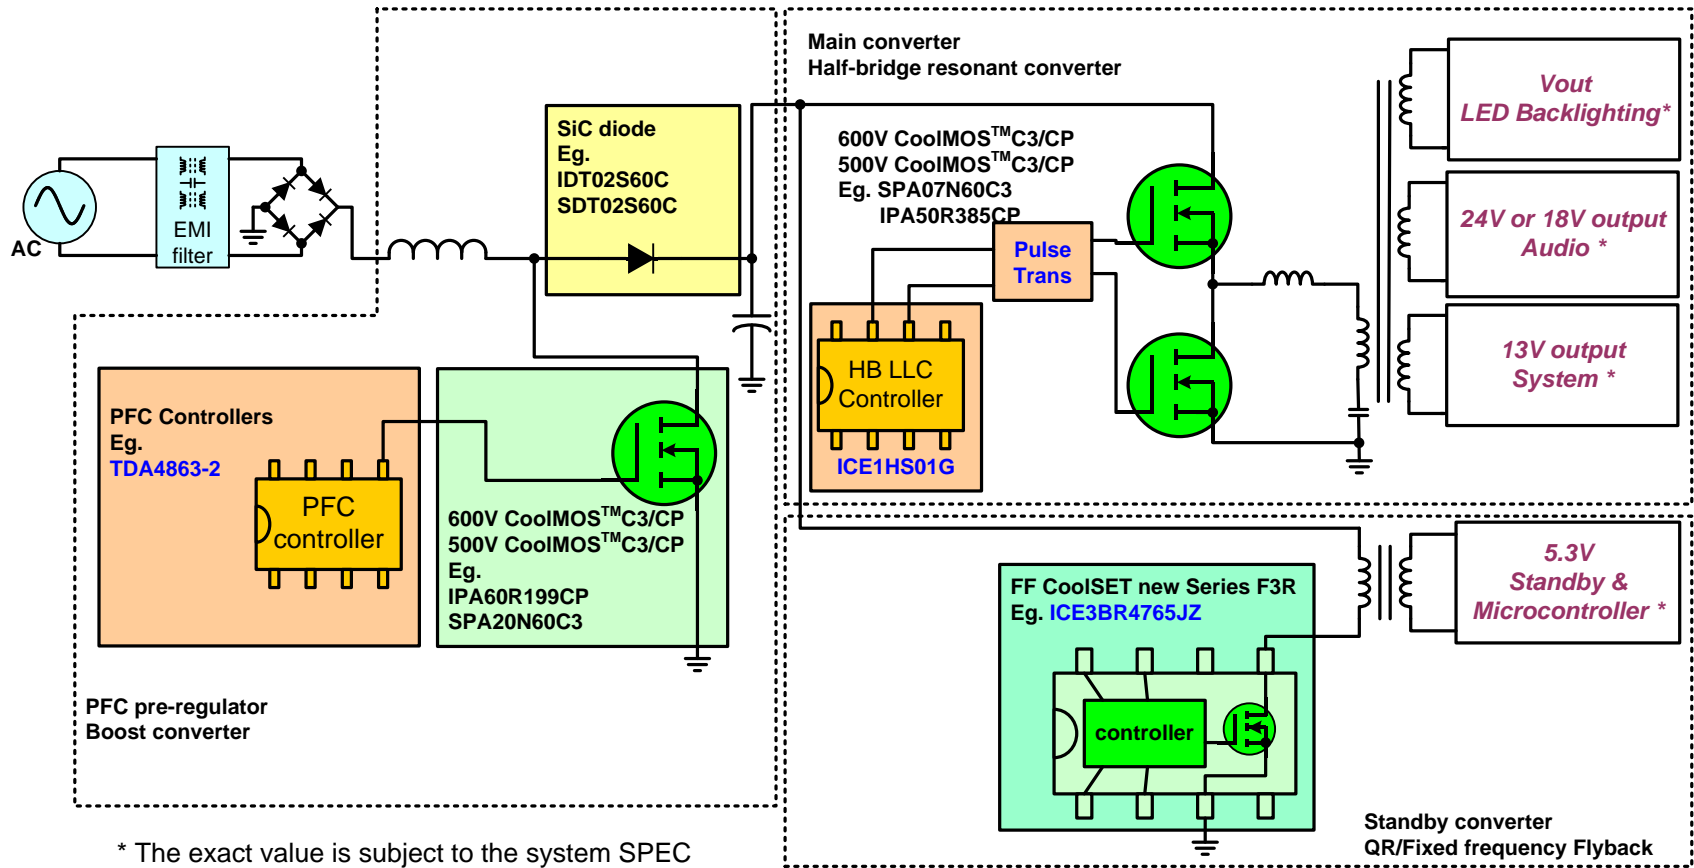 AC
EMI
filter
SiC diode
Eg.
IDT02S60C
SDT02S60C
PFC Controllers
Eg.
TDA4863-2
PFC
controller
600V CoolMOS™C3/CP
500V CoolMOS™C3/CP
Eg.
IPA60R199CP
SPA20N60C3
PFC pre-regulator
Boost converter
* The exact value is subject to the system SPEC
Main converter
Half-bridge resonant converter
600V CoolMOS™C3/CP
500V CoolMOS™C3/CP
Eg. SPA07N60C3
IPA50R385CP
Pulse
Trans
HB LLC
Controller
ICE1HS01G
Vout
LED Backlighting*
24V or 18V output
Audio *
13V output
System *
FF CoolSET new Series F3R
Eg. ICE3BR4765JZ
controller
5.3V
Standby &
Microcontroller *
Standby converter
QR/Fixed frequency Flyback